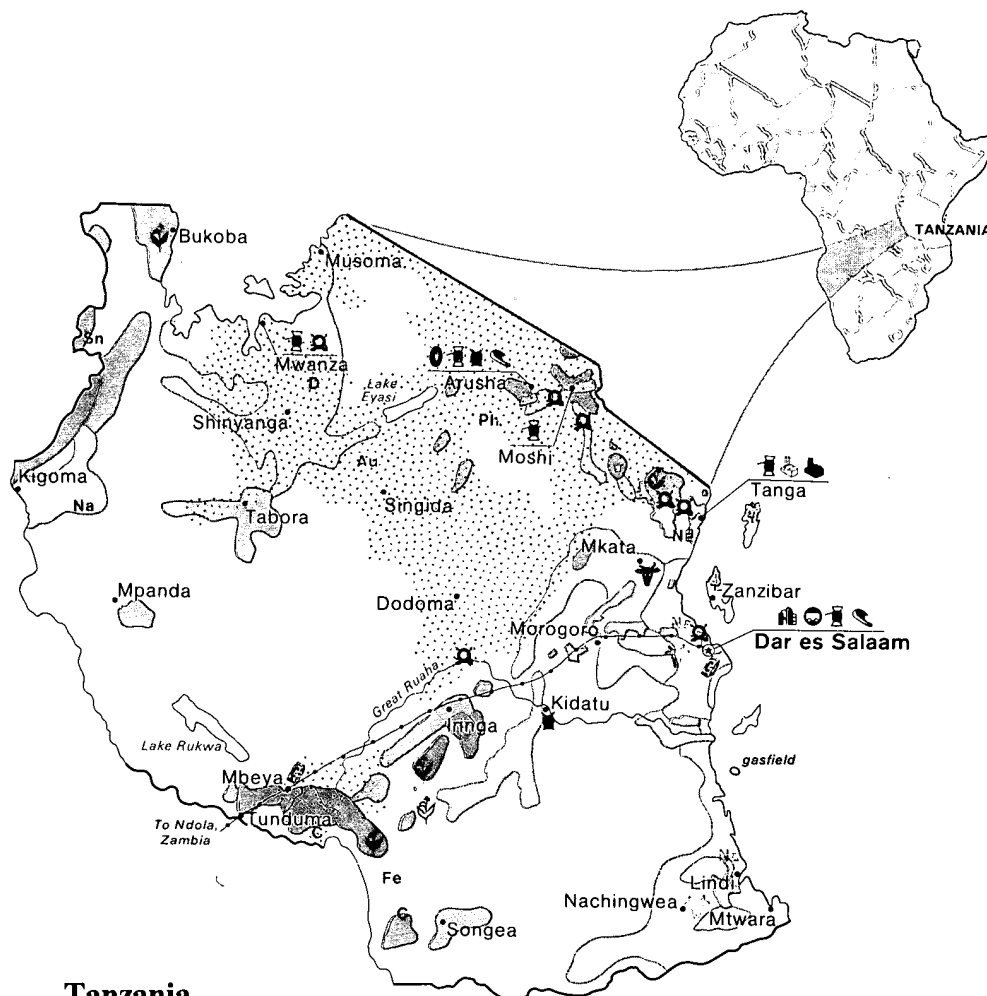 TANZANIA
Bukoba
Musoma
Sn
Mwanza
D
Lake
Eyasi
Arusha
Shinyanga
Ph.
Moshi
Au
Kigoma
Na
Tabora
Singida
Tanga
Mkata
Mpanda
Zanzibar
Dodoma
Morogoro
Dar es Salaam
Great Ruaha
Kidatu
Innga
Lake Rukwa
gasfield
Mbeya
Tunduma
To Ndola,
Zambia
C
Fe
C
Lindi
Nachingwea
Mtwara
Songea
Tanzania